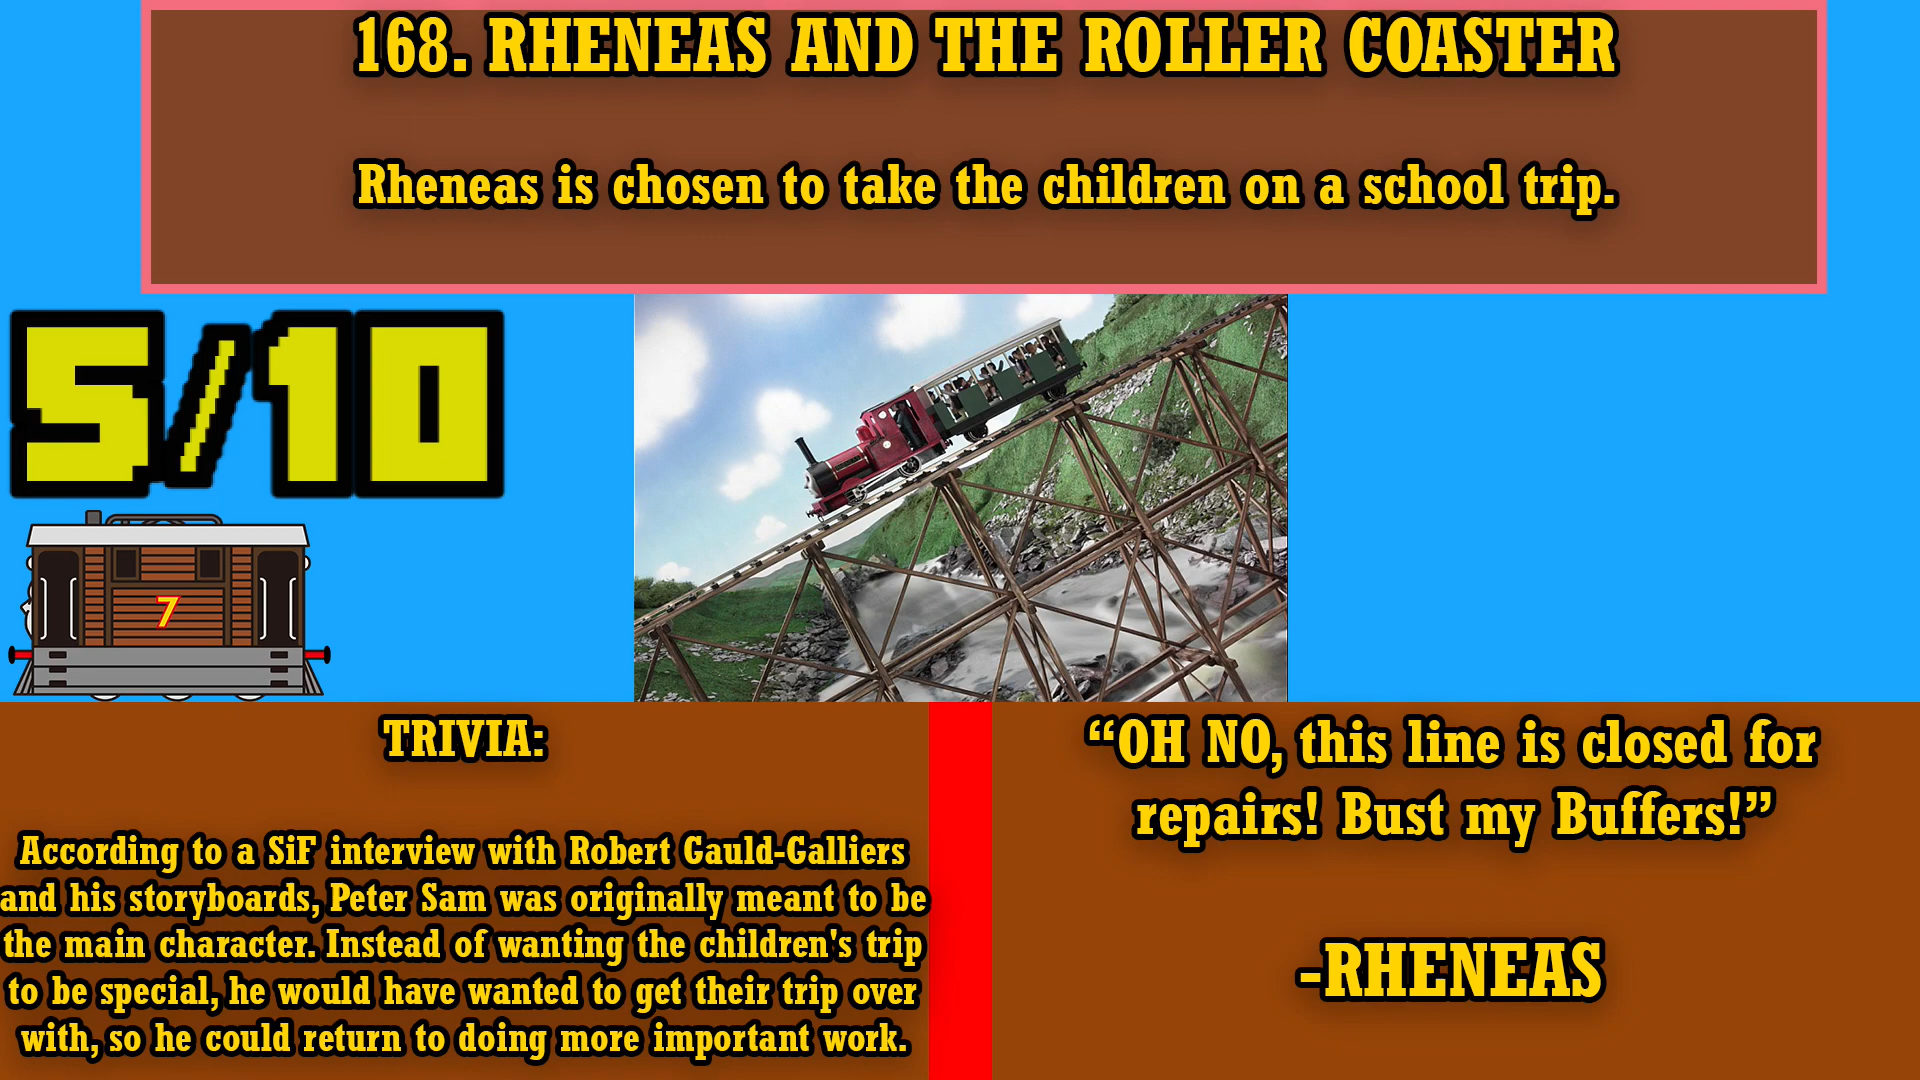 168. RHENEAS AND THE ROLLER COASTER
Rheneas is chosen to take the children on a school trip.
5/10
7
TRIVIA:
According to a SiF interview with Robert Gauld-Galliers
and his storyboards, Peter Sam was originally meant to be
the main character. Instead of wanting the children's trip
to be special, he would have wanted to get their trip over
with, so he could return to doing more important work.
“OH NO, this line is closed for
repairs! Bust my Buffers!”
-RHENEAS